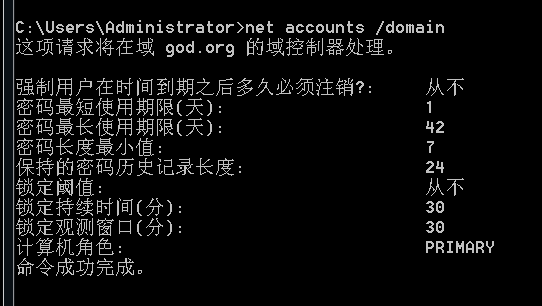 C:\Users\Administrator>net accounts /domain
这项请求将在域 god.org 的域控制器处理。
强制用户在时间到期之后多久必须注销?: 从不
密码最短使用期限(天): 1
密码最长使用期限(天): 42
密码长度最小值: 7
保持的密码历史记录长度: 24
锁定阈值: 从不
锁定持续时间(分): 30
锁定观测窗口(分): 30
计算机角色: PRIMARY
命令成功完成。